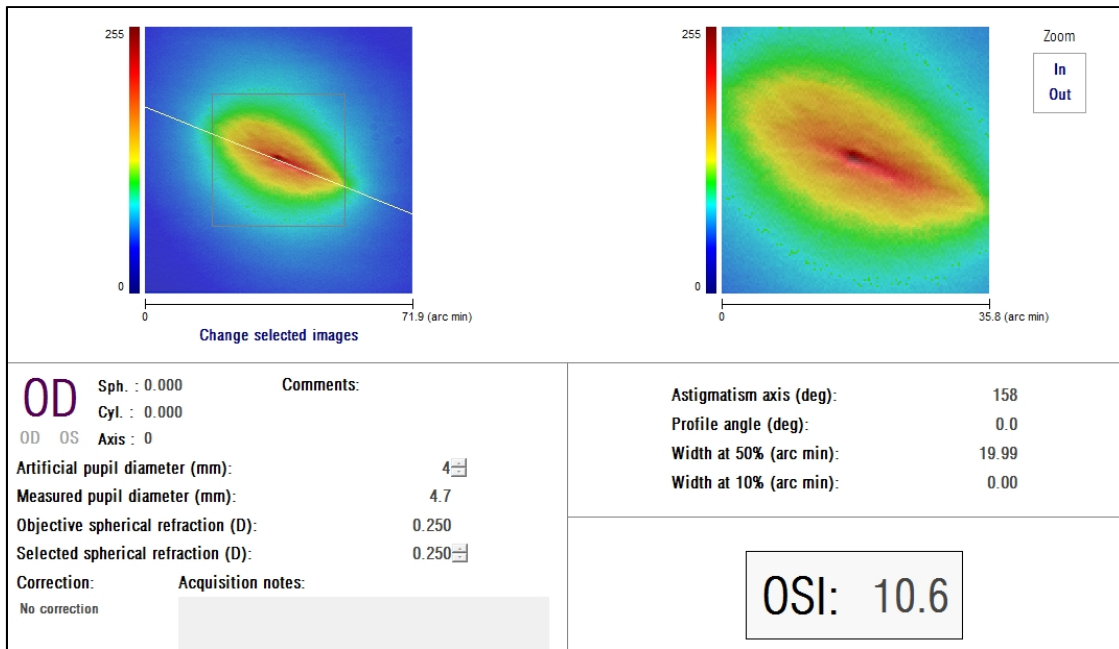 255
0
0
71.9 (arc min)
Change selected images
255
0
0
35.8 (arc min)
Zoom
In
Out
OD
OD OS
Sph. : 0.000
Cyl. : 0.000
Axis : 0
Comments:
Artificial pupil diameter (mm): 4
Measured pupil diameter (mm): 4.7
Objective spherical refraction (D): 0.250
Selected spherical refraction (D): 0.250
Correction:
No correction
Acquisition notes:
Astigmatism axis (deg): 158
Profile angle (deg): 0.0
Width at 50% (arc min): 19.99
Width at 10% (arc min): 0.00
OSI: 10.6